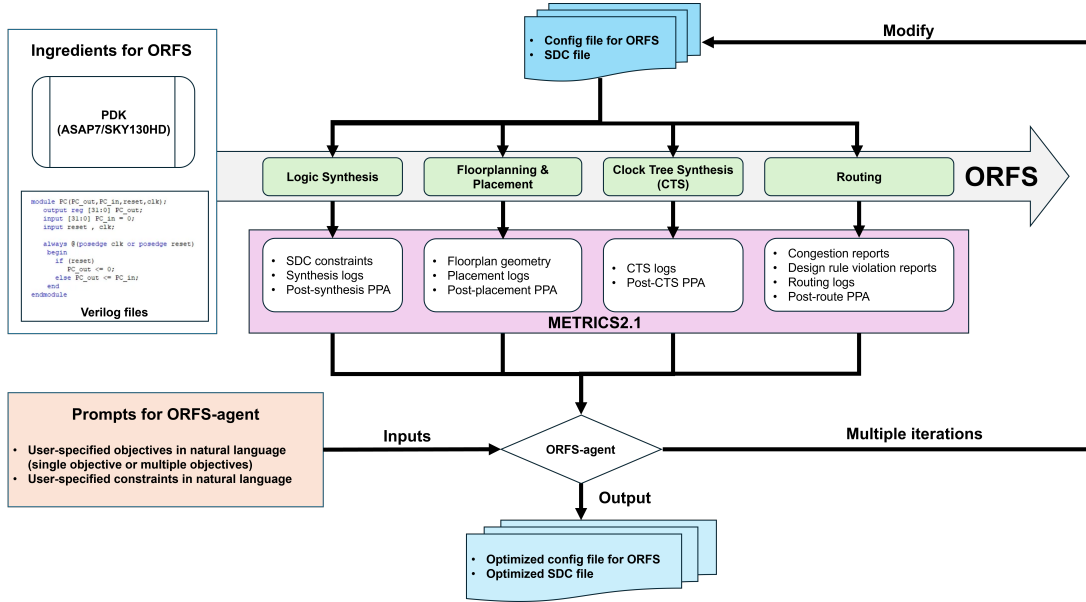 Ingredients for ORFS
PDK
(ASAP7/SKY130HD)
module PC(PC_out,PC_in,reset,clk);
output reg [31:0] PC_out;
input [31:0] PC_in = 0;
input reset , clk;
always @(posedge clk or posedge reset)
begin
if (reset)
PC_out <= 0;
else PC_out <= PC_in;
end
endmodule
Verilog files
• Config file for ORFS
• SDC file
Modify
Logic Synthesis
Floorplanning &
Placement
Clock Tree Synthesis
(CTS)
Routing
ORFS
• SDC constraints
• Synthesis logs
• Post-synthesis PPA
• Floorplan geometry
• Placement logs
• Post-placement PPA
• CTS logs
• Post-CTS PPA
• Congestion reports
• Design rule violation reports
• Routing logs
• Post-route PPA
METRICS2.1
Prompts for ORFS-agent
• User-specified objectives in natural language
(single objective or multiple objectives)
• User-specified constraints in natural language
Inputs
ORFS-agent
Multiple iterations
Output
• Optimized config file for ORFS
• Optimized SDC file